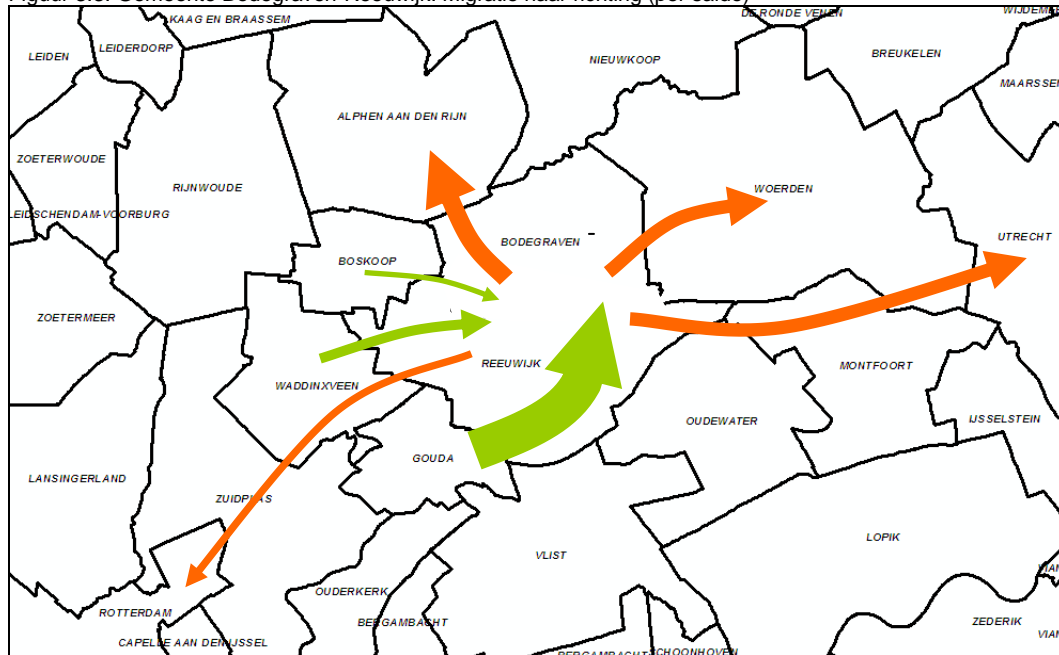 KAAG EN BRAASSEM
DE RONDE VENEN
LEIDERDORP
LEIDEN
NIEUWKOOP
BREUKELEN
ALPHEN AAN DEN RIJN
ZOETERWOUDE
RIJNWOUDE
WOERDEN
LEIDSCHENDAM-VOORBURG
UTRECHT
BODEGRAVEN
BOSKOOP
ZOETERMEER
REEUWIJK
MONTFOORT
WADDINXVEEN
OUDEWATER
IJSSELSTEIN
GOUDA
LANSINGERLAND
ZUIDPLAS
LOPIK
VLIST
OUDERKERK
ROTTERDAM
BERGAMBACHT
ZEDERIK
CAPELLE AAN DEN IJSSEL
SCHOONHOVEN